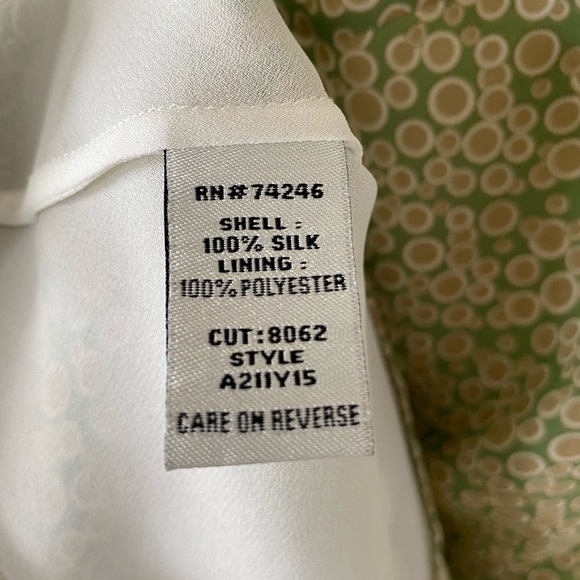 RN#74246
SHELL :
100% SILK
LINING :
100% POLYESTER
CUT:8062
STYLE
A211Y15
CARE ON REVERSE